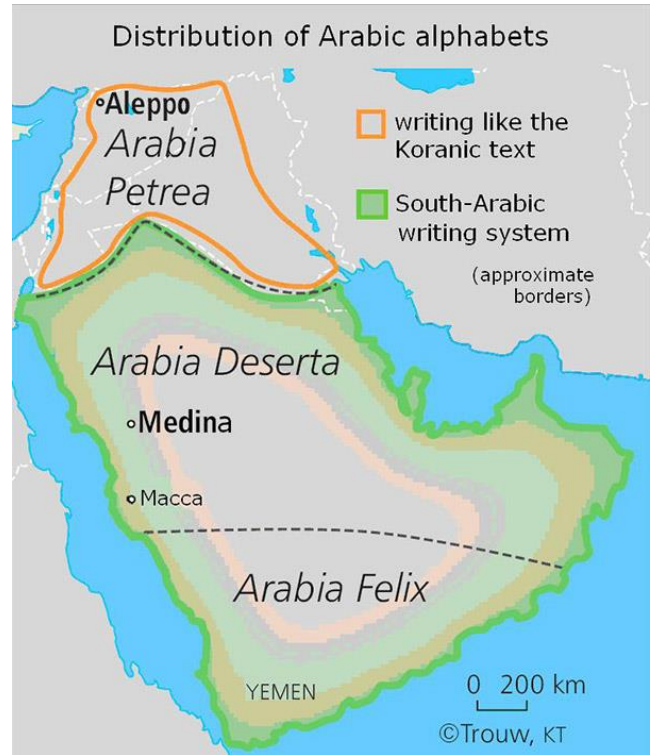 Distribution of Arabic alphabets
Aleppo
Arabia
Petrea
writing like the
Koranic text
South-Arabic
writing system
(approximate
borders)
Arabia Deserta
Medina
Macca
Arabia Felix
YEMEN
0 200 km
©Trouw, KT